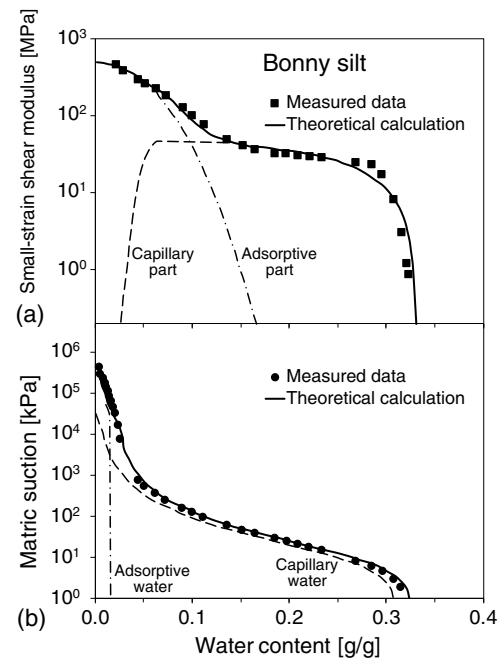 (a)
Small-strain shear modulus [MPa]
10³
10²
10¹
10⁰
Bonny silt
Measured data
Theoretical calculation
Capillary
part
Adsorptive
part
(b)
Matric suction [kPa]
10⁶
10⁵
10⁴
10³
10²
10¹
10⁰
Measured data
Theoretical calculation
Adsorptive
water
Capillary
water
0.0 0.1 0.2 0.3 0.4
Water content [g/g]